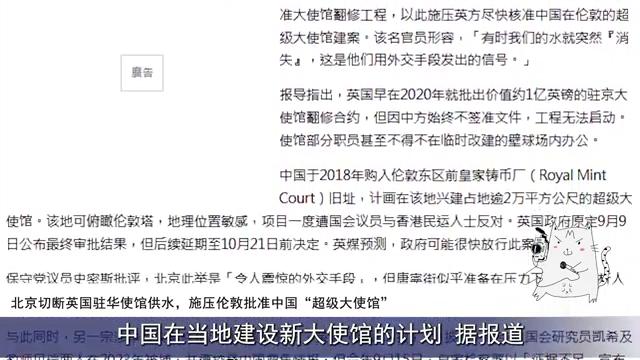 准大使馆翻修工程，以此施压英方尽快核准中国在伦敦的超
级大使馆建案。该名官员形容，「有时我们的水就突然『消
失』，这是他们用外交手段发出的信号。」
廣告
报导指出，英国早在2020年就批出价值约1亿英镑的驻京大
使馆翻修合约，但因中方始终不签准文件，工程无法启动。
使馆部分职员甚至不得不在临时改建的壁球场内办公。
中国于2018年购入伦敦东区前皇家铸币厂（Royal Mint
Court）旧址，计画在该地兴建占地逾2万平方公尺的超级大
使馆。该地可俯瞰伦敦塔，地理位置敏感，项目一度遭国会议员与香港民运人士反对。英国政府原定9月9
日公布最终审批结果，但后续延期至10月21日前决定。英媒预测，政府可能很快放行此案
保守党议员史密斯批评，北京此举是「令人震惊的外交手段」，但唐宁街似乎准备在压力下
北京切断英国驻华使馆供水，施压伦敦批准中国“超级大使馆”
与此同时，另一宗
国会研究员凯希及
中国在当地建设新大使馆的计划 据报道